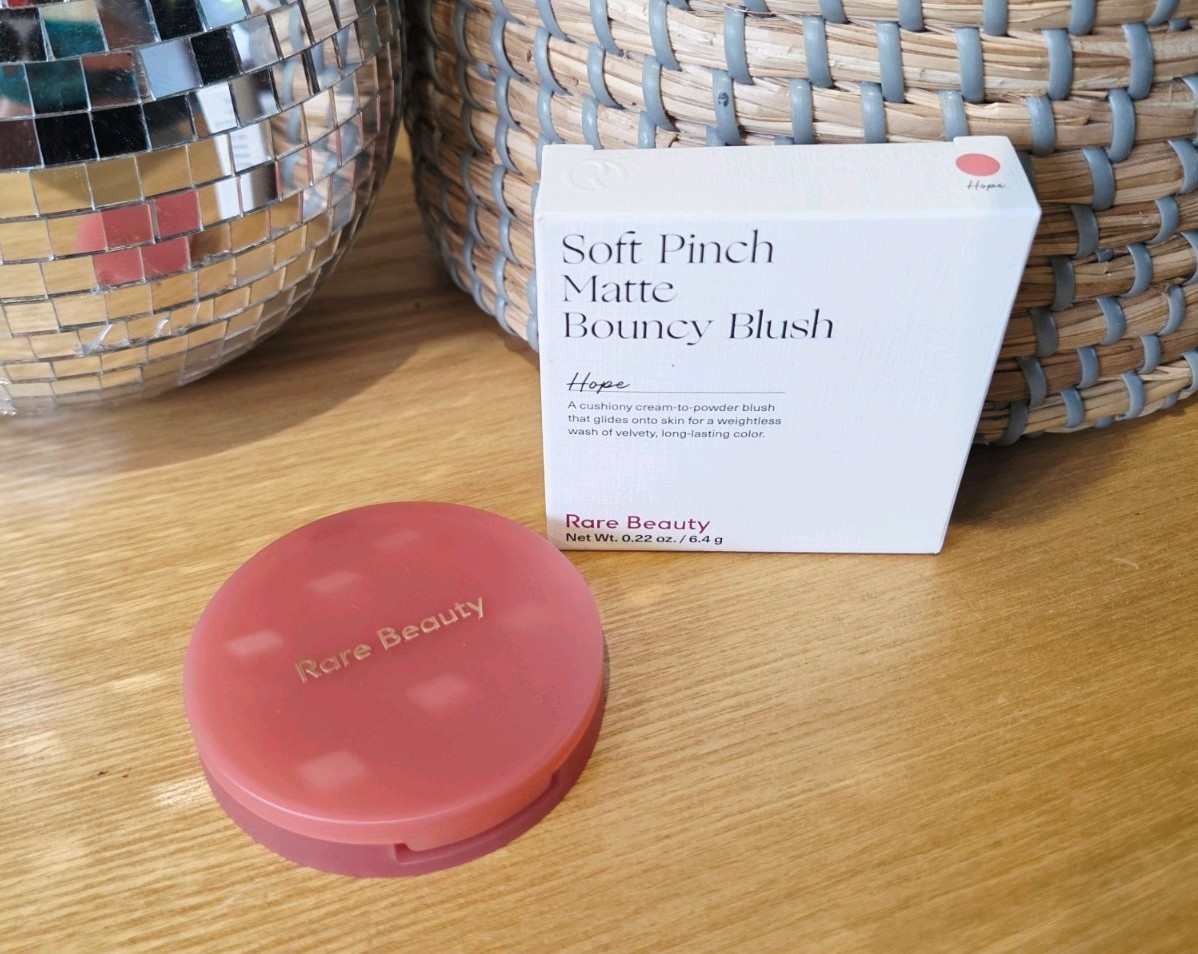 Hope
Soft Pinch
Matte
Bouncy Blush
Hope
A cushiony cream-to-powder blush
that glides onto skin for a weightless
wash of velvety, long-lasting color.
Rare Beauty
Net Wt. 0.22 oz. / 6.4 g
Rare Beauty